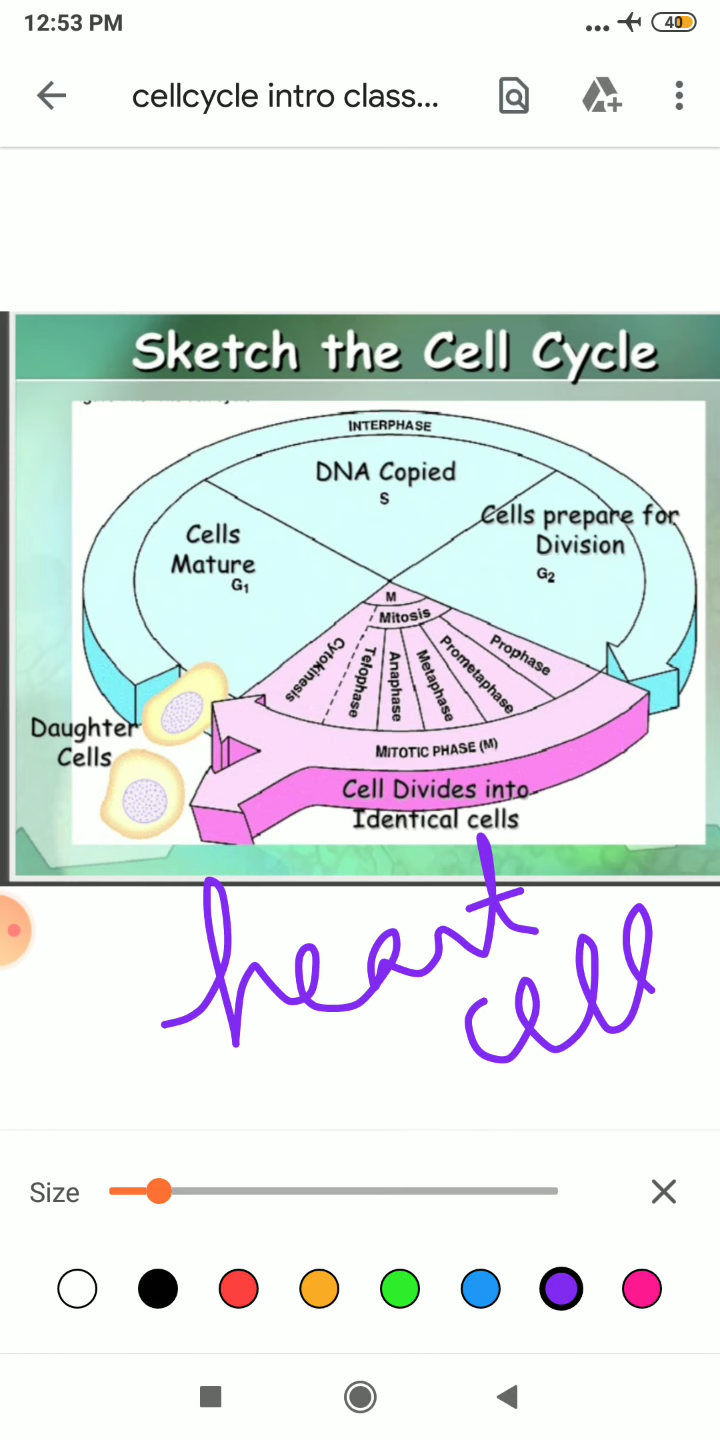 12:53 PM
40
cellcycle intro class...
Sketch the Cell Cycle
INTERPHASE
DNA Copied
S
Cells prepare for
Division
G₂
Cells
Mature
G₁
M
Mitosis
Cytokinesis
Telophase
Anaphase
Metaphase
Prometaphase
Prophase
Daughter
Cells
MITOTIC PHASE (M)
Cell Divides into
Identical cells
heart
cell
Size